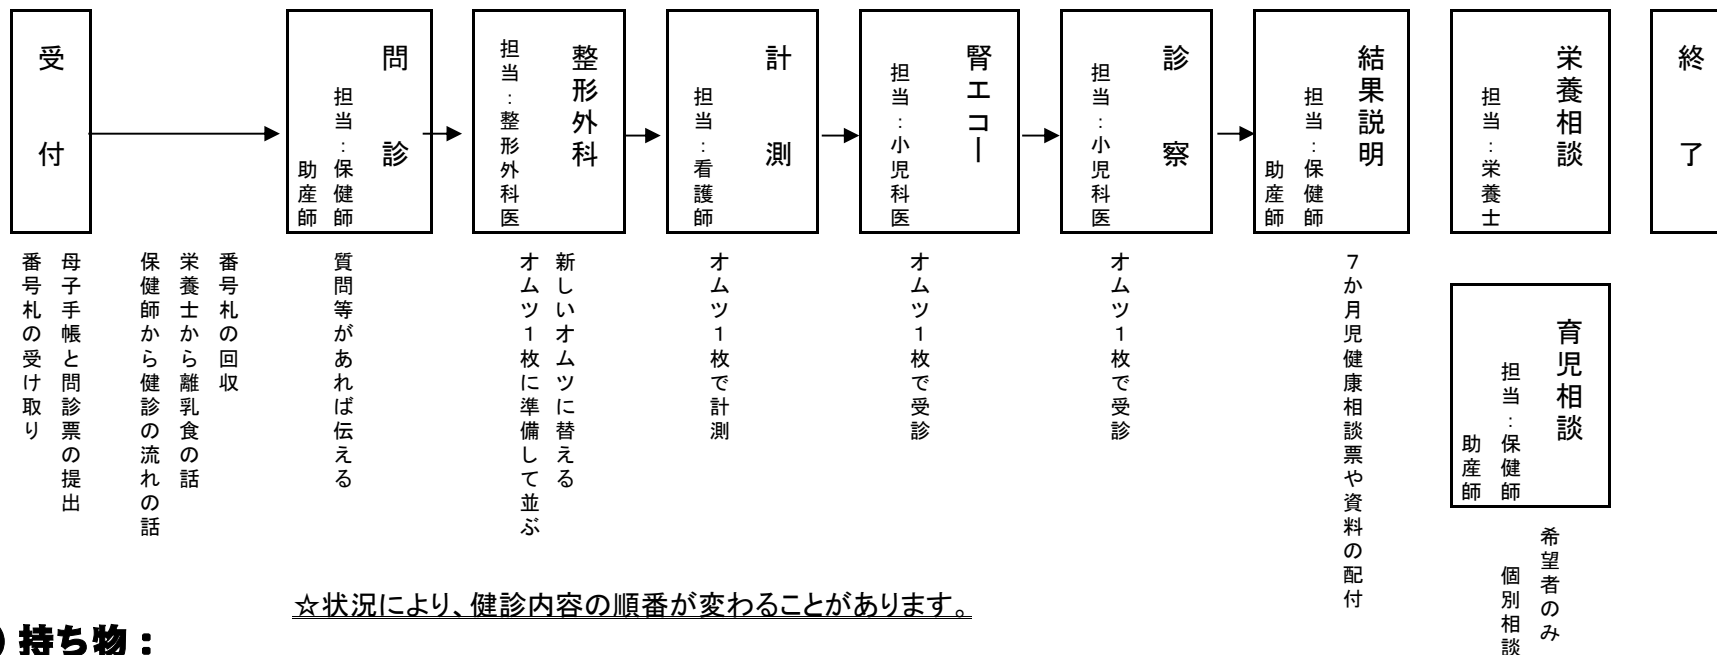 受付
母子手帳と問診票の提出
番号札の受け取り
番号札の回収
栄養士から離乳食の話
保健師から健診の流れの話
問診
担当：保健師
助産師
質問等があれば伝える
整形外科
担当：整形外科医
新しいオムツに替える
オムツ１枚に準備して並ぶ
計測
担当：看護師
オムツ１枚で計測
腎エコー
担当：小児科医
オムツ１枚で受診
診察
担当：小児科医
オムツ１枚で受診
結果説明
担当：保健師
助産師
７か月児健康相談票や資料の配付
栄養相談
担当：栄養士
育児相談
担当：保健師
助産師
希望者のみ
個別相談
終了
☆状況により、健診内容の順番が変わることがあります。
持ち物：